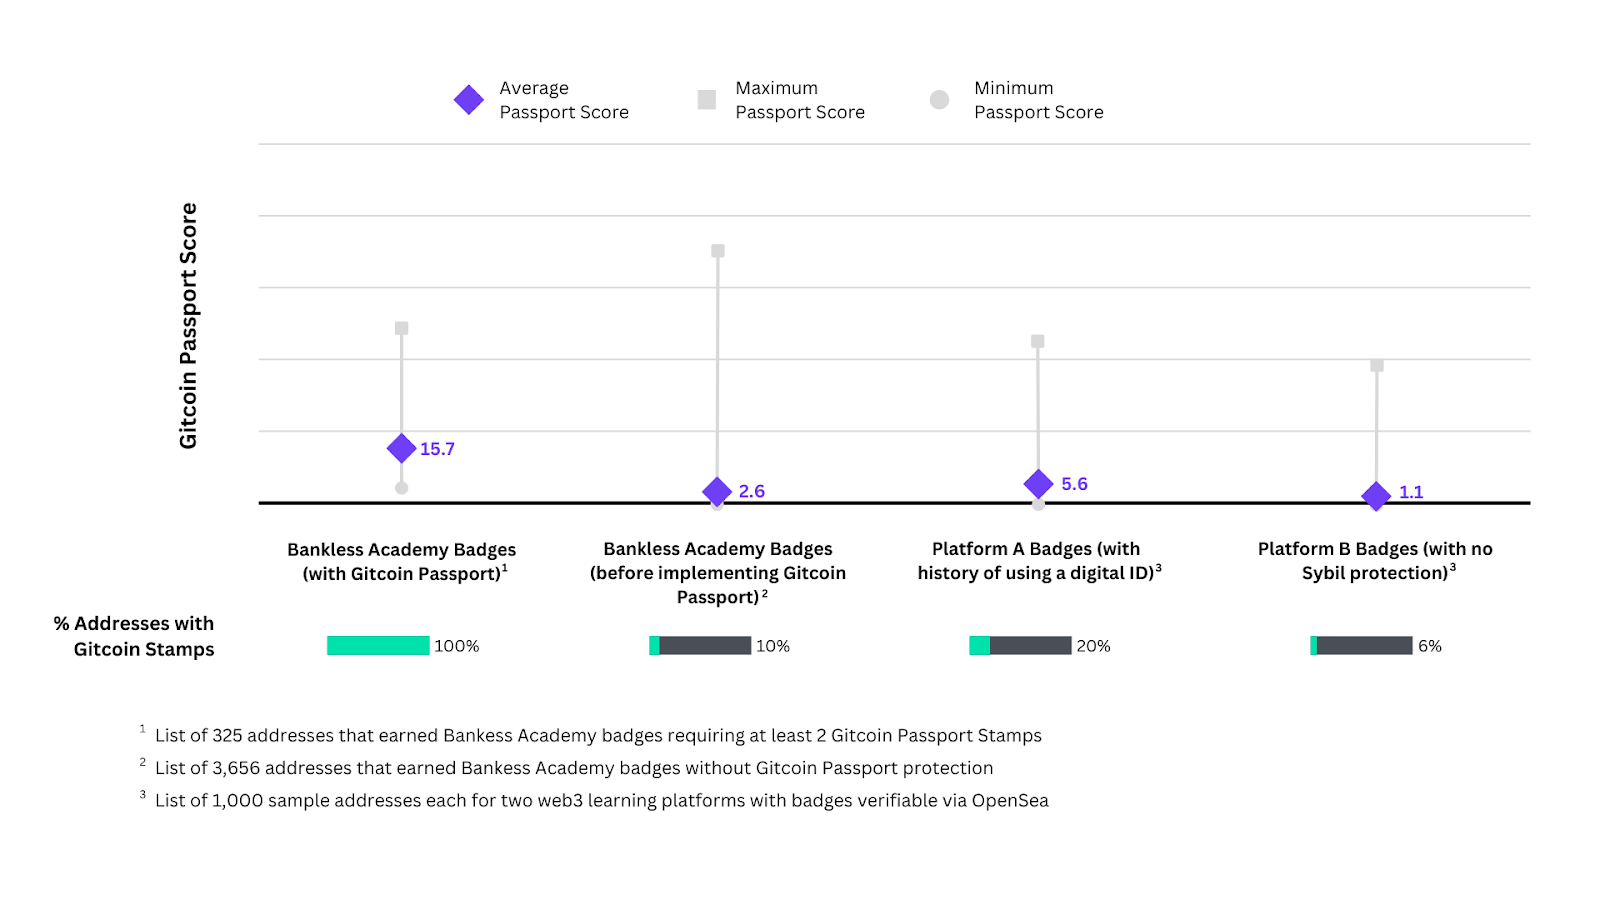 Average
Passport Score
Maximum
Passport Score
Minimum
Passport Score
Gitcoin Passport Score
15.7
2.6
5.6
1.1
Bankless Academy Badges
(with Gitcoin Passport)¹
Bankless Academy Badges
(before implementing Gitcoin
Passport)²
Platform A Badges (with
history of using a digital ID)³
Platform B Badges (with no
Sybil protection)³
% Addresses with
Gitcoin Stamps
100%
10%
20%
6%
¹ List of 325 addresses that earned Bankess Academy badges requiring at least 2 Gitcoin Passport Stamps
² List of 3,656 addresses that earned Bankess Academy badges without Gitcoin Passport protection
³ List of 1,000 sample addresses each for two web3 learning platforms with badges verifiable via OpenSea